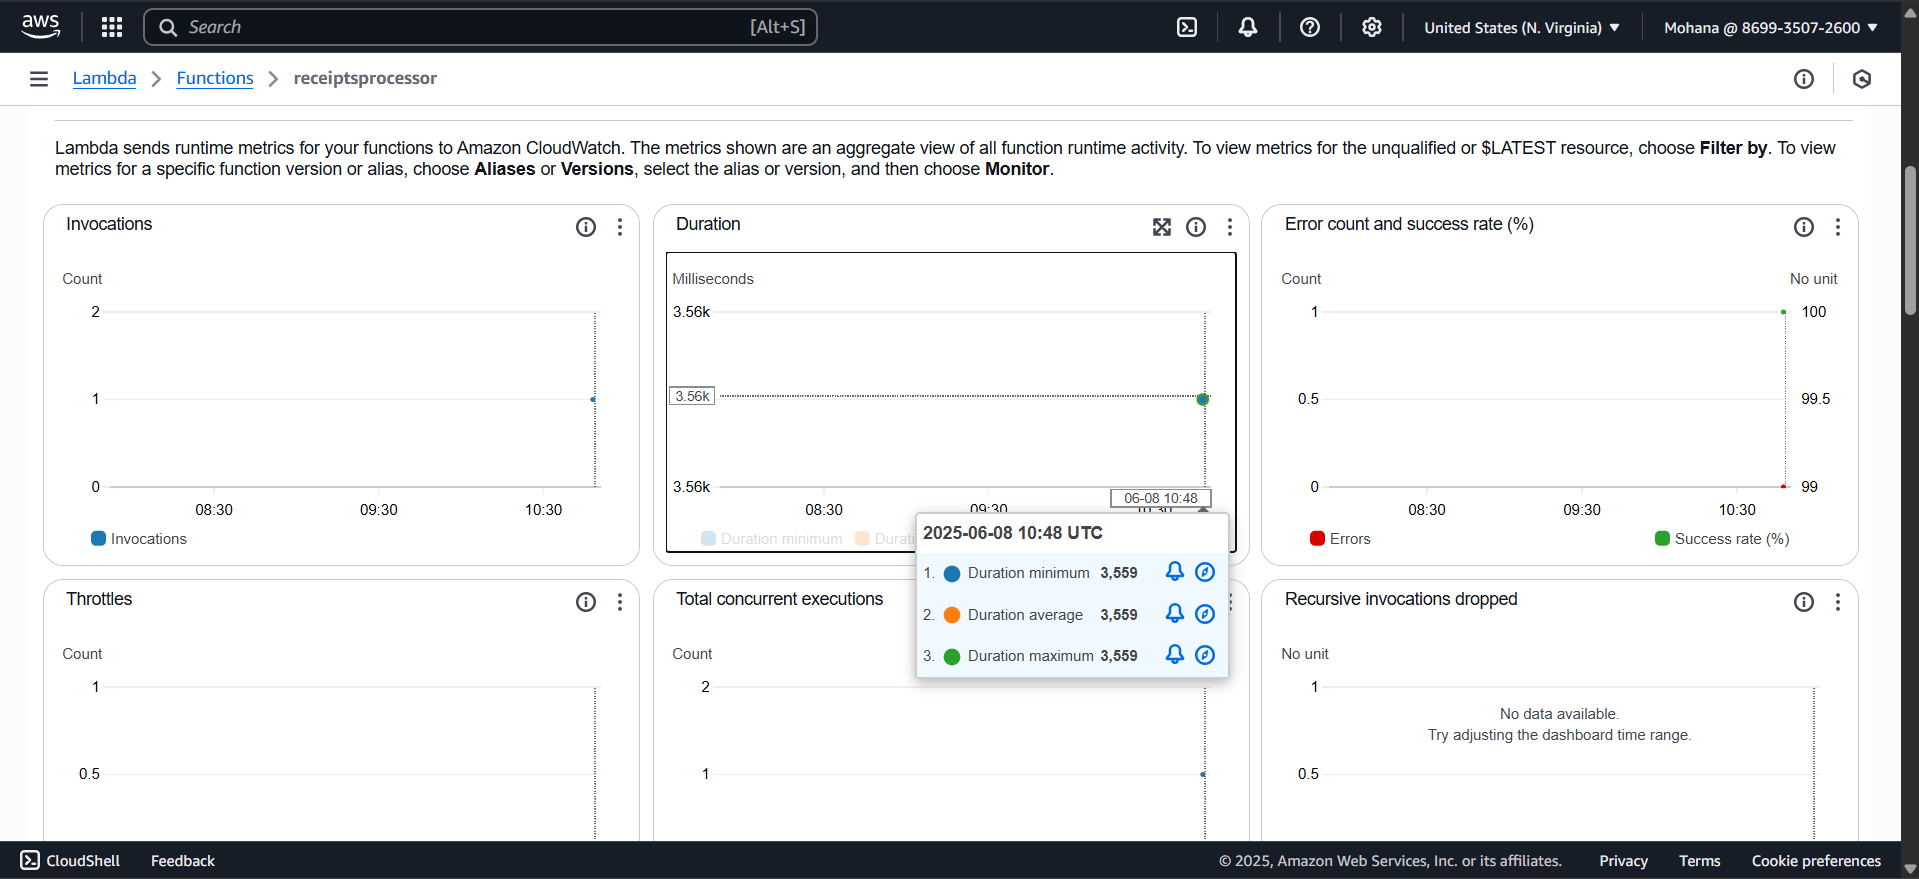 aws
Search [Alt+S]
United States (N. Virginia)
Mohana @ 8699-3507-2600
Lambda
Functions
receiptsprocessor
Lambda sends runtime metrics for your functions to Amazon CloudWatch. The metrics shown are an aggregate view of all function runtime activity. To view metrics for the unqualified or $LATEST resource, choose Filter by. To view
metrics for a specific function version or alias, choose Aliases or Versions, select the alias or version, and then choose Monitor.
Invocations
Count
2
1
0
08:30 09:30 10:30
Invocations
Duration
Milliseconds
3.56k
3.56k
3.56k
06-08 10:48
08:30 09:30 10:30
Duration minimum Durati
2025-06-08 10:48 UTC
1. Duration minimum 3,559
2. Duration average 3,559
3. Duration maximum 3,559
Error count and success rate (%)
Count No unit
1 100
0.5 99.5
0 99
08:30 09:30 10:30
Errors Success rate (%)
Throttles
Count
1
0.5
Total concurrent executions
Count
2
1
Recursive invocations dropped
No unit
1
No data available.
Try adjusting the dashboard time range.
0.5
CloudShell Feedback
© 2025, Amazon Web Services, Inc. or its affiliates. Privacy Terms Cookie preferences